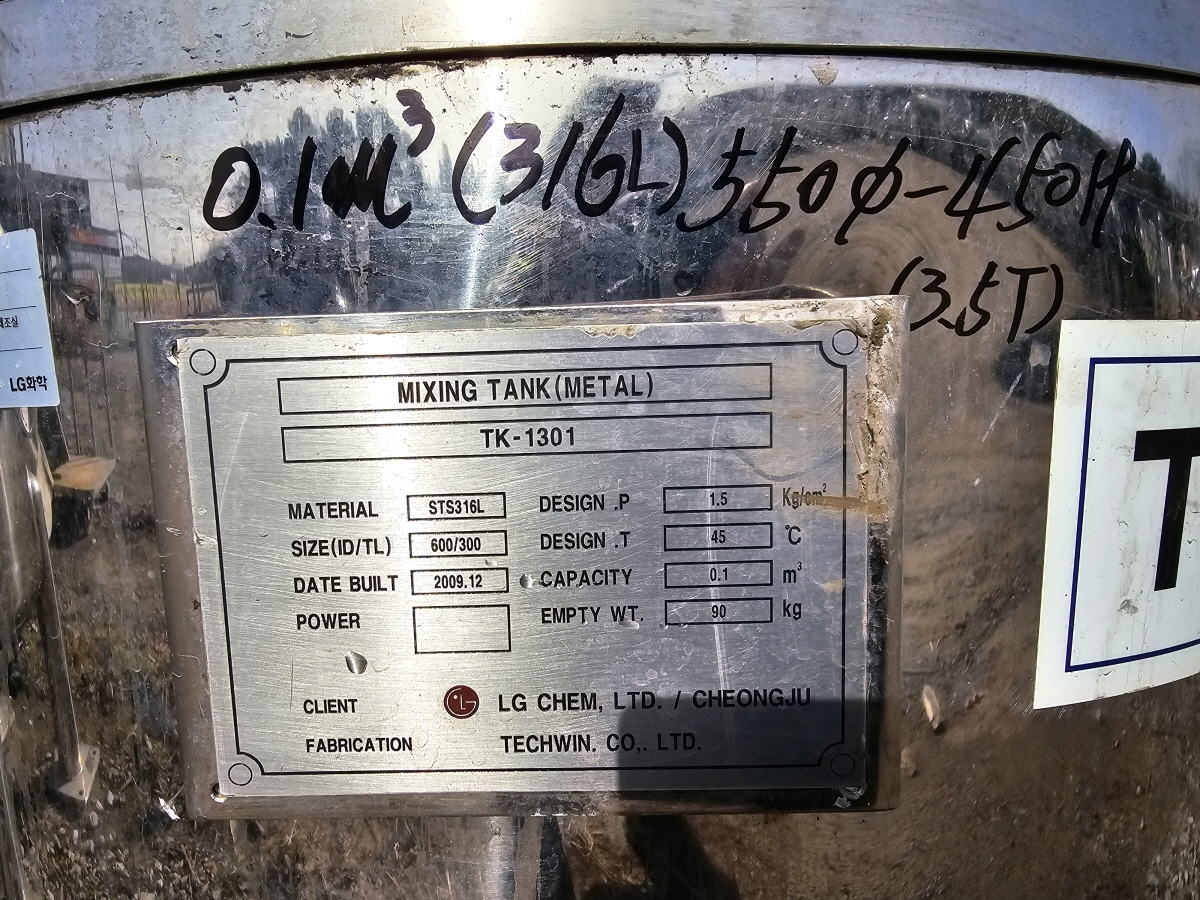 0.1M³ (316L) 550φ-450H
(3.5T)
LG화학
MIXING TANK(METAL)
TK-1301
MATERIAL STS316L DESIGN .P 1.5 Kg/cm²
SIZE(ID/TL) 600/300 DESIGN .T 45 ℃
DATE BUILT 2009.12 CAPACITY 0.1 m³
POWER EMPTY WT. 90 kg
CLIENT LG LG CHEM, LTD. / CHEONGJU
FABRICATION TECHWIN. CO,. LTD.
T